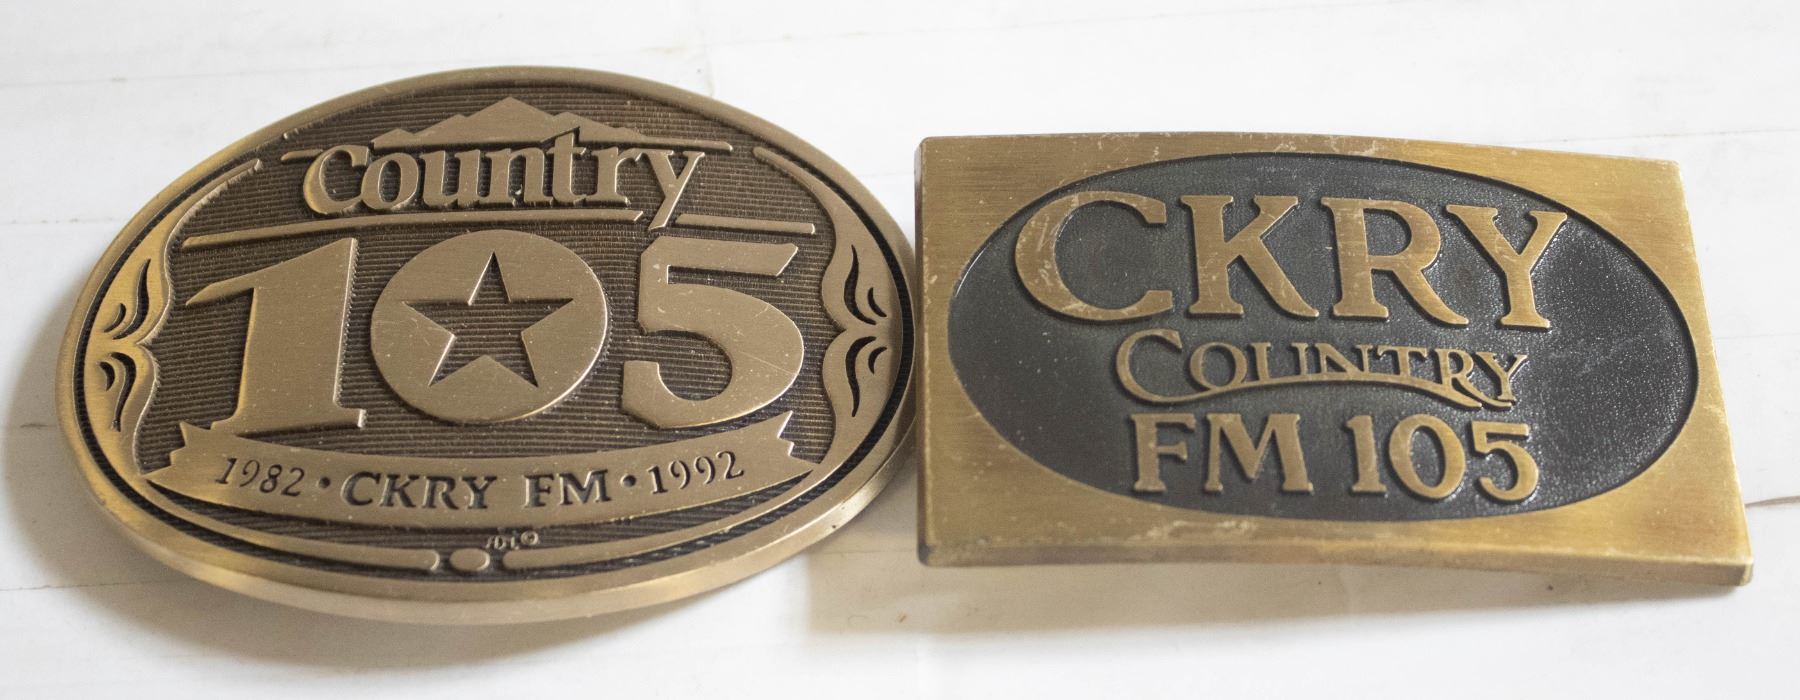 Country
105
1982 • CKRY FM • 1992
CKRY
COUNTRY
FM 105